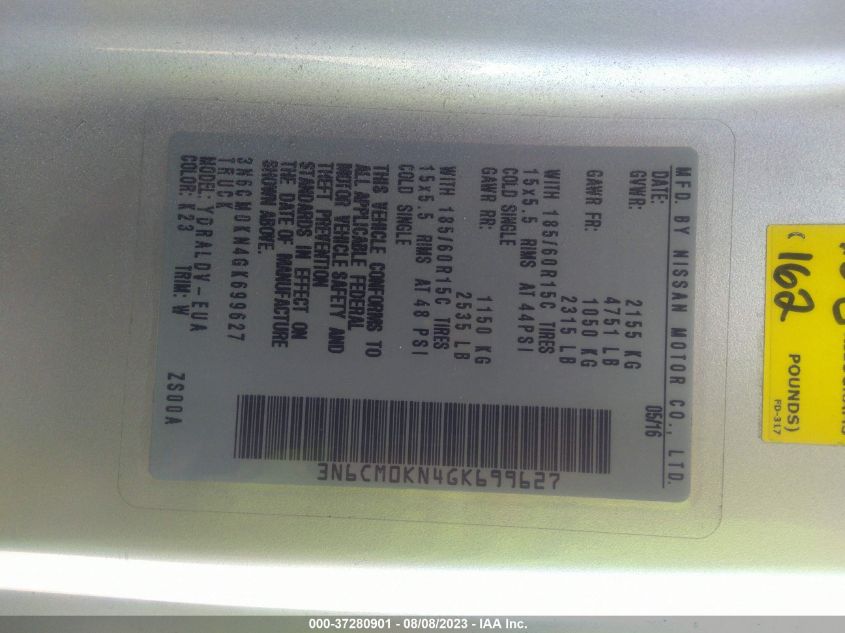 MFD. BY NISSAN MOTOR CO., LTD.
DATE: 05/16
GVWR: 2155 KG
4751 LB
GAWR FR: 1050 KG
2315 LB
WITH 185/60R15C TIRES
15x5.5 RIMS AT 44PSI
COLD SINGLE
GAWR RR: 1150 KG
2535 LB
WITH 185/60R15C TIRES
15x5.5 RIMS AT 48 PSI
COLD SINGLE
THIS VEHICLE CONFORMS TO
ALL APPLICABLE FEDERAL
MOTOR VEHICLE SAFETY AND
THEFT PREVENTION
STANDARDS IN EFFECT ON
THE DATE OF MANUFACTURE
SHOWN ABOVE.
3N6CM0KN4GK699627
TRUCK
MODEL: YDRALDV-EUA
COLOR: K23 TRIM: W ZS00A
3N6CM0KN4GK699627
162
POUNDS)
FD-317
000-37280901 - 08/08/2023 - IAA Inc.